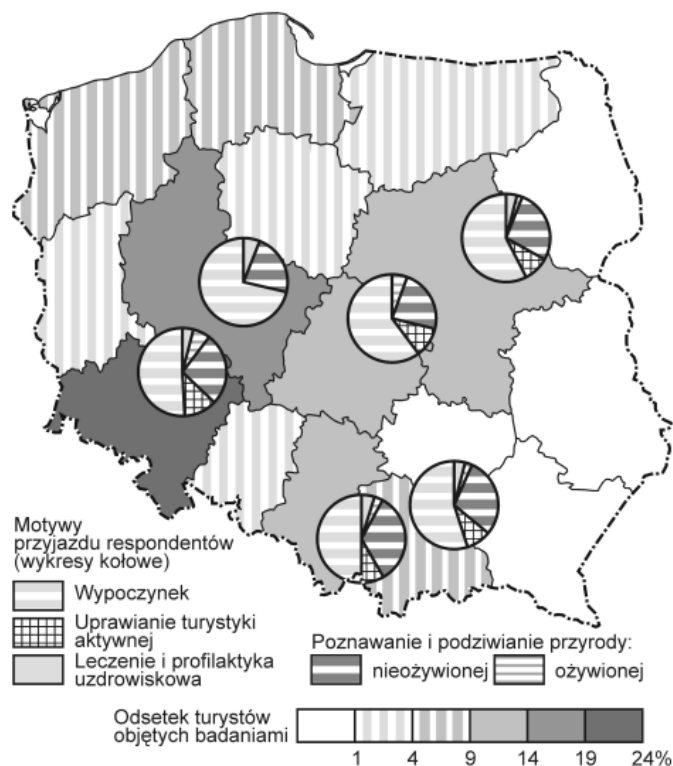 Motywy
przyjazdu respondentów
(wykresy kołowe)
Wypoczynek
Uprawianie turystyki
aktywnej
Leczenie i profilaktyka
uzdrowiskowa
Poznawanie i podziwianie przyrody:
nieożywionej ożywionej
Odsetek turystów
objętych badaniami
1 4 9 14 19 24%